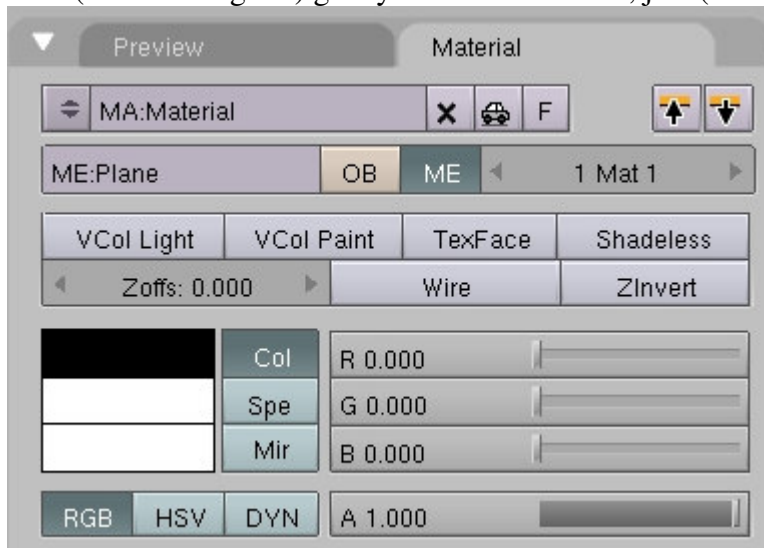 Preview Material
MA:Material F
ME:Plane OB ME 1 Mat 1
VCol Light VCol Paint TexFace Shadeless
Zoffs: 0.000 Wire ZInvert
Col R 0.000
Spe G 0.000
Mir B 0.000
RGB HSV DYN A 1.000